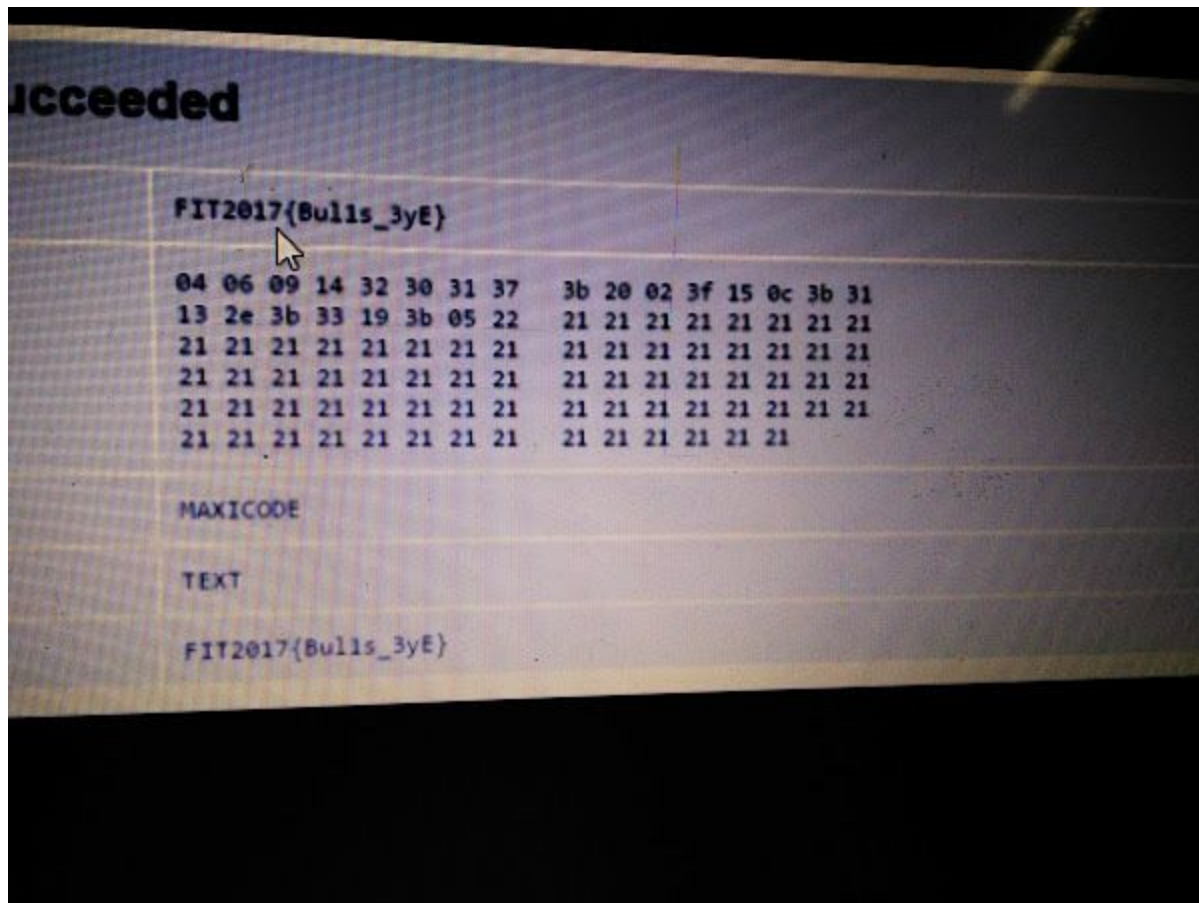 ucceeded
FIT2017{Bul1s_3yE}
04 06 09 14 32 30 31 37 3b 20 02 3f 15 0c 3b 31
13 2e 3b 33 19 3b 05 22 21 21 21 21 21 21 21 21
21 21 21 21 21 21 21 21 21 21 21 21 21 21 21 21
21 21 21 21 21 21 21 21 21 21 21 21 21 21 21 21
21 21 21 21 21 21 21 21 21 21 21 21 21 21 21 21
21 21 21 21 21 21 21 21 21 21 21 21 21 21
MAXICODE
TEXT
FIT2017{Bul1s_3yE}